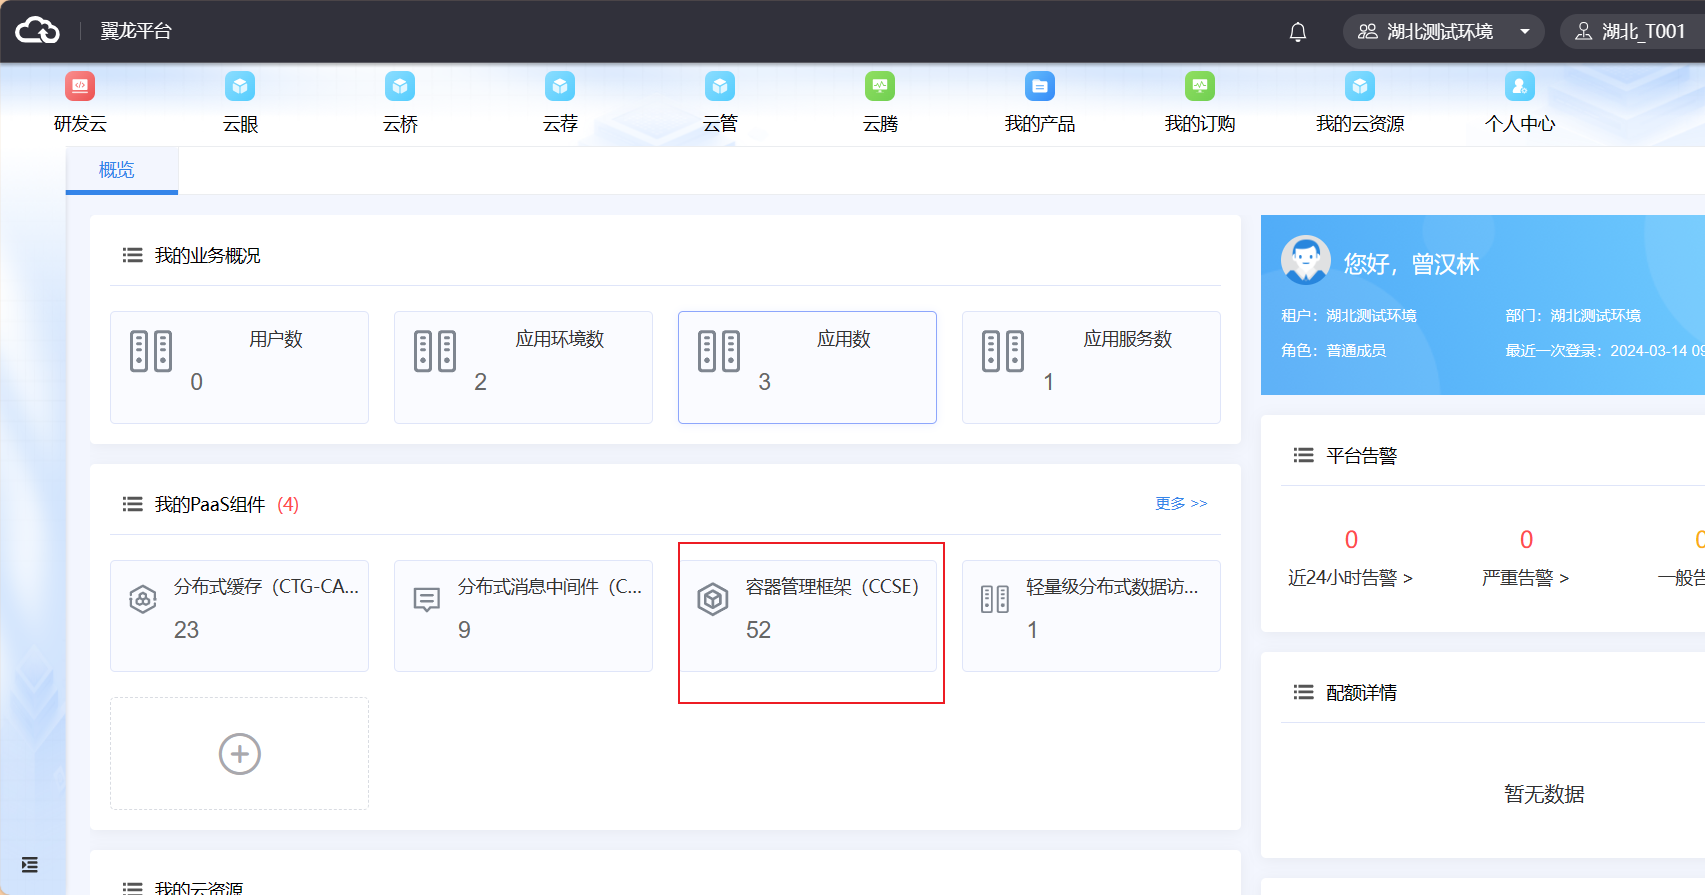 翼龙平台
湖北测试环境
湖北_T001
研发云
云眼
云桥
云荐
云管
云腾
我的产品
我的订购
我的云资源
个人中心
概览
我的业务概况
用户数
0
应用环境数
2
应用数
3
应用服务数
1
我的PaaS组件 (4)
更多 >>
分布式缓存（CTG-CA...
23
分布式消息中间件（C...
9
容器管理框架（CCSE）
52
轻量级分布式数据访...
1
我的云资源
您好，曾汉林
租户：湖北测试环境
部门：湖北测试环境
角色：普通成员
最近一次登录：2024-03-14 09
平台告警
0
近24小时告警 >
0
严重告警 >
0
一般告
配额详情
暂无数据